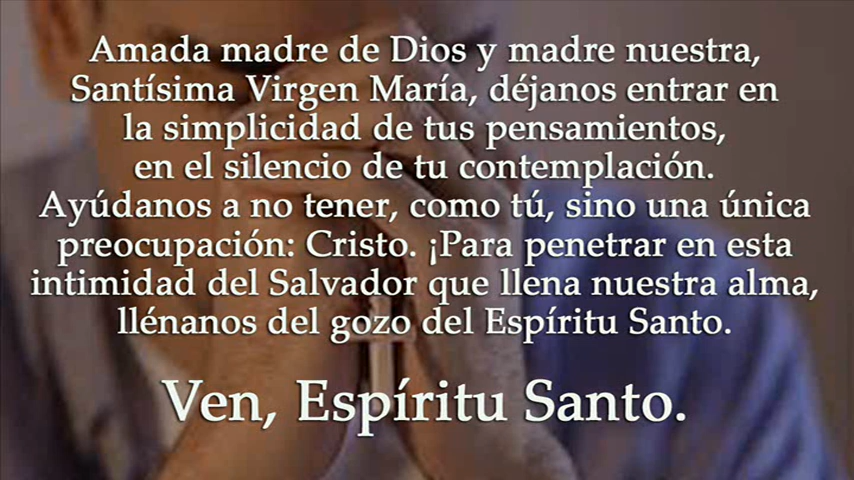 Amada madre de Dios y madre nuestra,
Santísima Virgen María, déjanos entrar en
la simplicidad de tus pensamientos,
en el silencio de tu contemplación.
Ayúdanos a no tener, como tú, sino una única
preocupación: Cristo. ¡Para penetrar en esta
intimidad del Salvador que llena nuestra alma,
llénanos del gozo del Espíritu Santo.
Ven, Espíritu Santo.